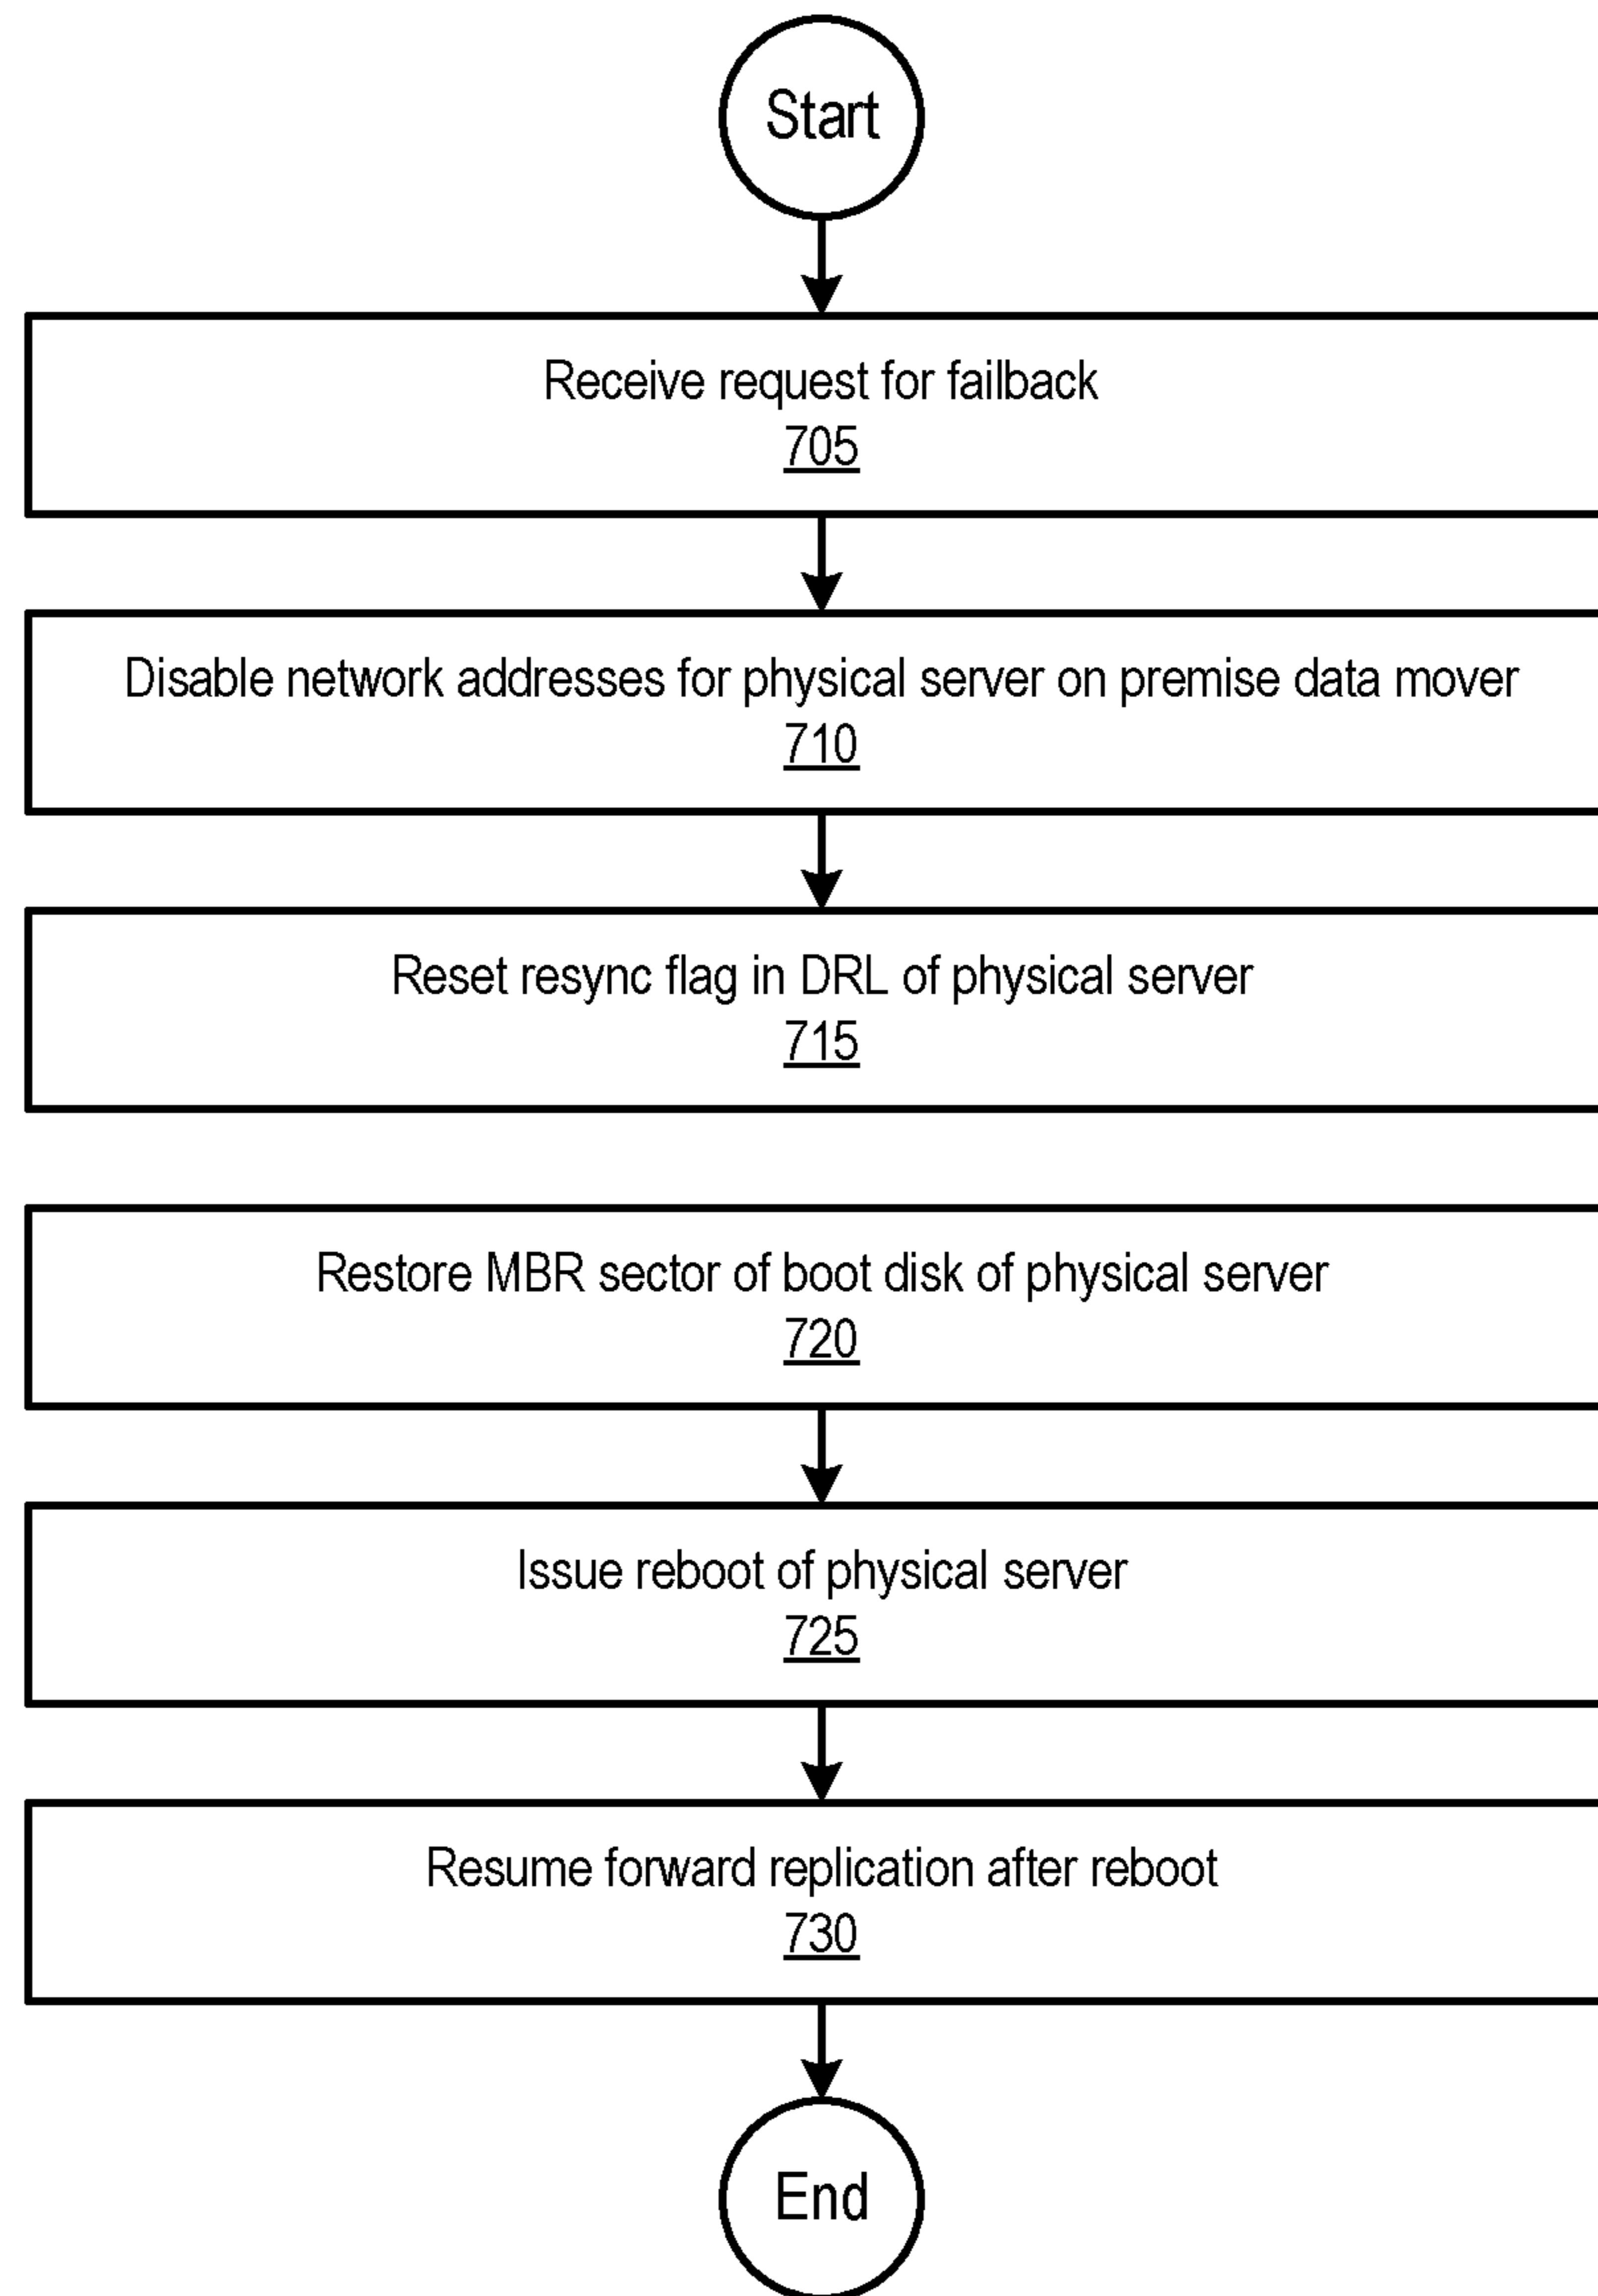 Start
Receive request for failback
705
Disable network addresses for physical server on premise data mover
710
Reset resync flag in DRL of physical server
715
Restore MBR sector of boot disk of physical server
720
Issue reboot of physical server
725
Resume forward replication after reboot
730
End